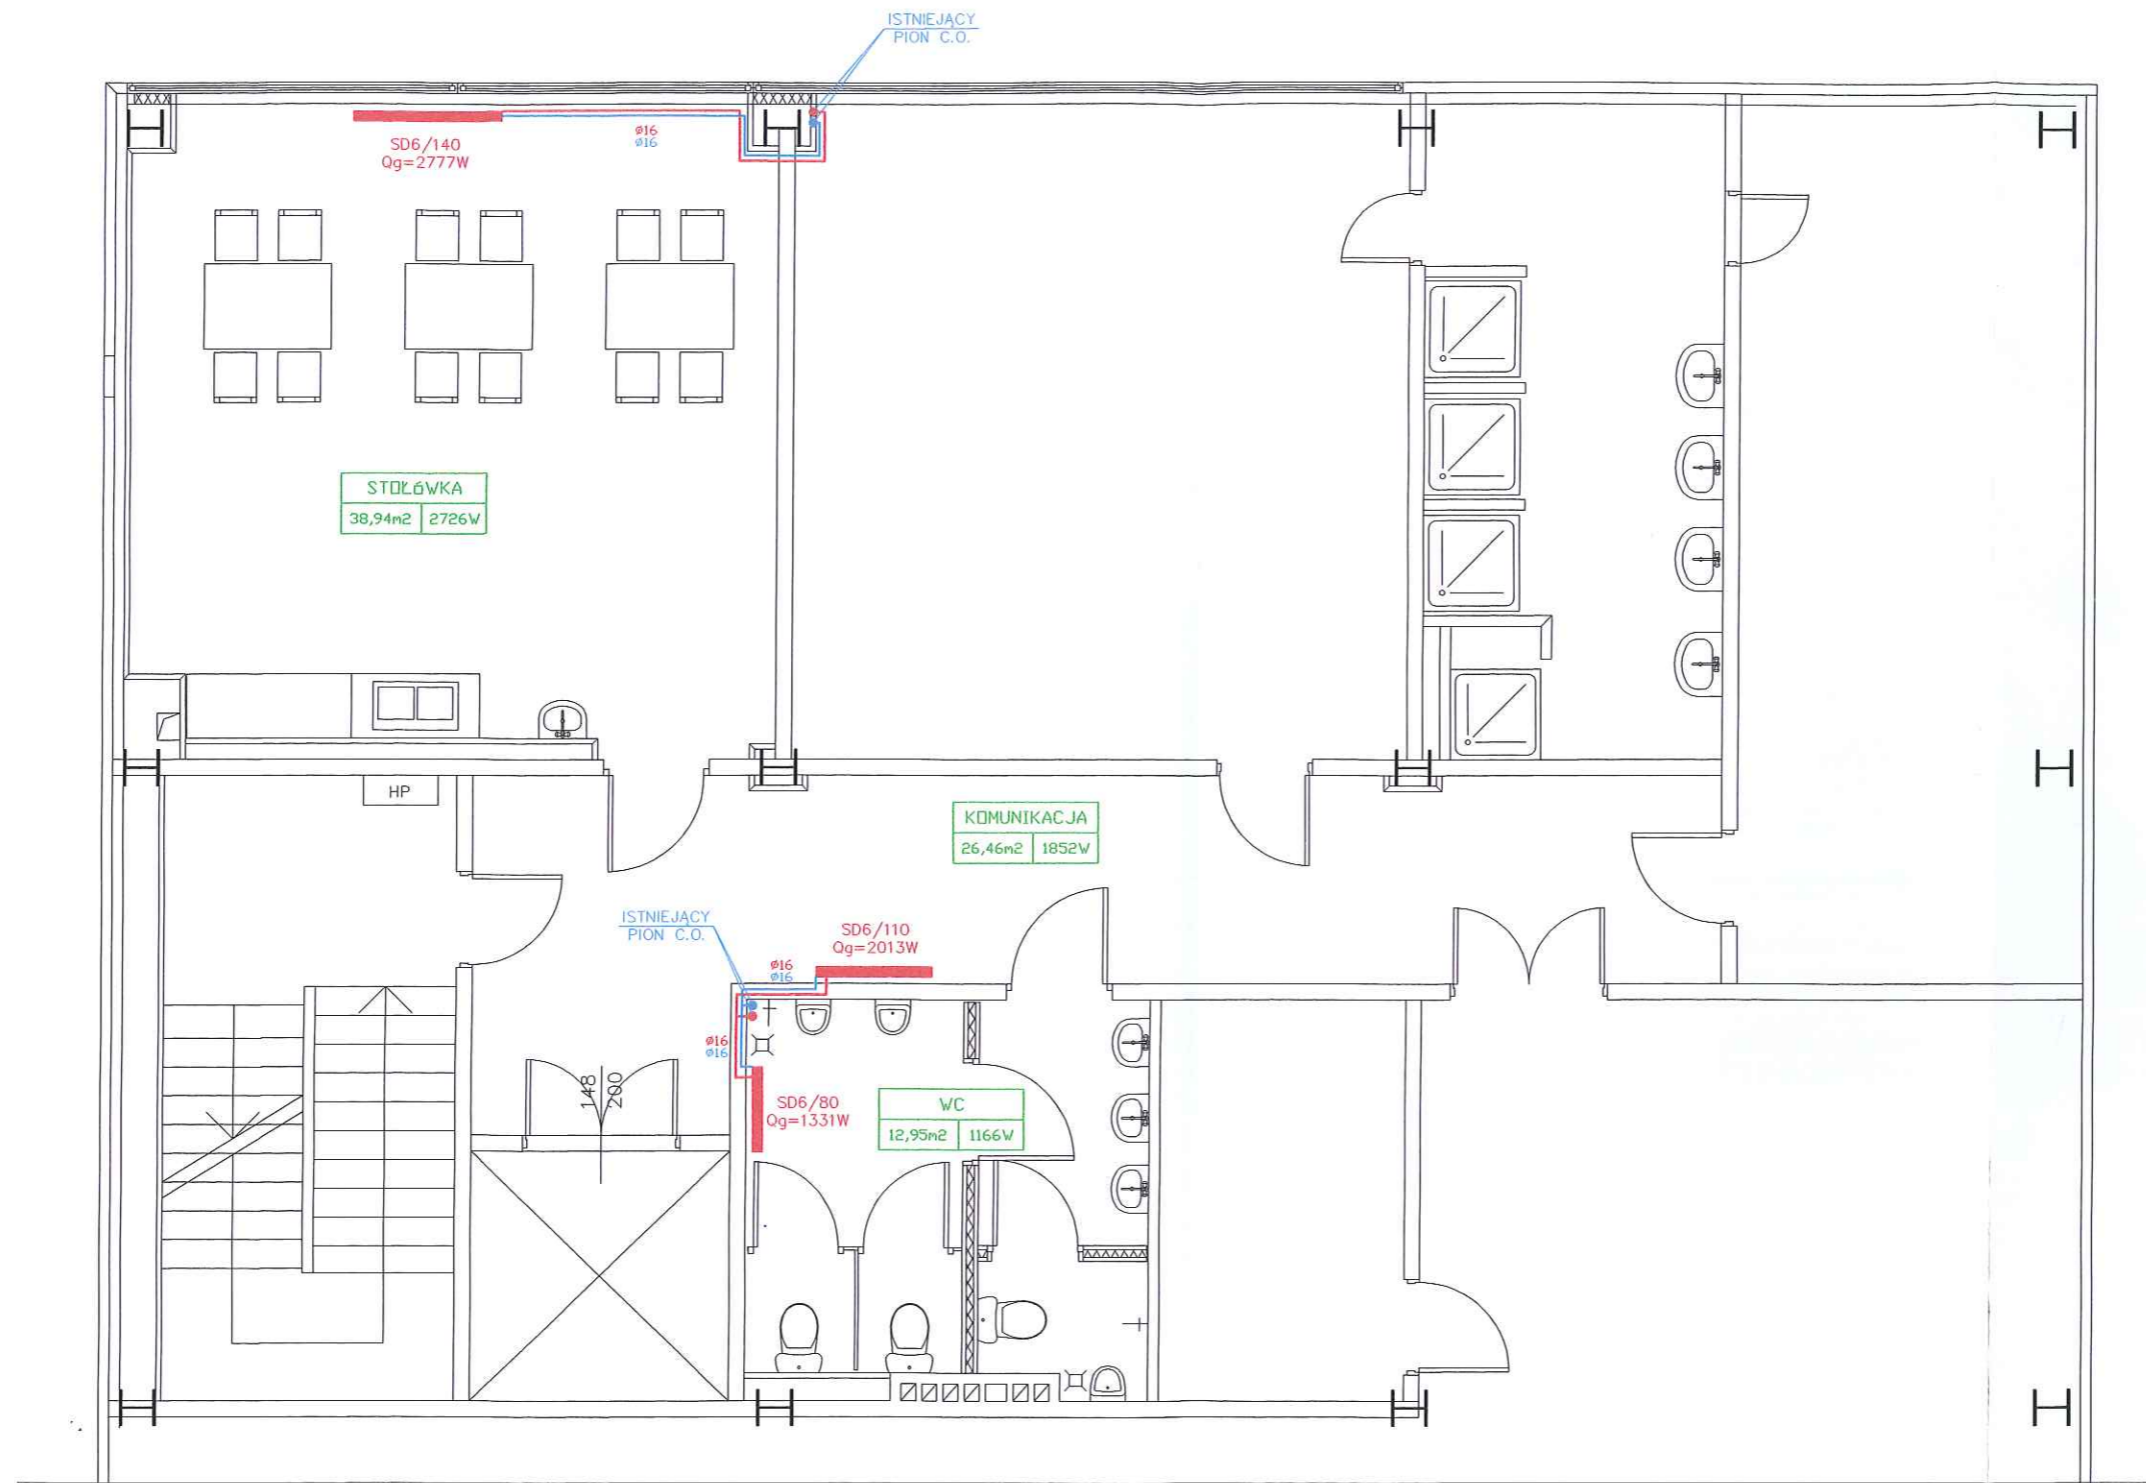 ISTNIEJĄCY
PION C.O.
SD6/140
Qg=2777W
ø16
ø16
STOŁóWKA
38,94m2 2726W
HP
KOMUNIKACJA
26,46m2 1852W
ISTNIEJĄCY
PION C.O.
SD6/110
Qg=2013W
ø16
ø16
ø16
ø16
148
200
SD6/80
Qg=1331W
WC
12,95m2 1166W